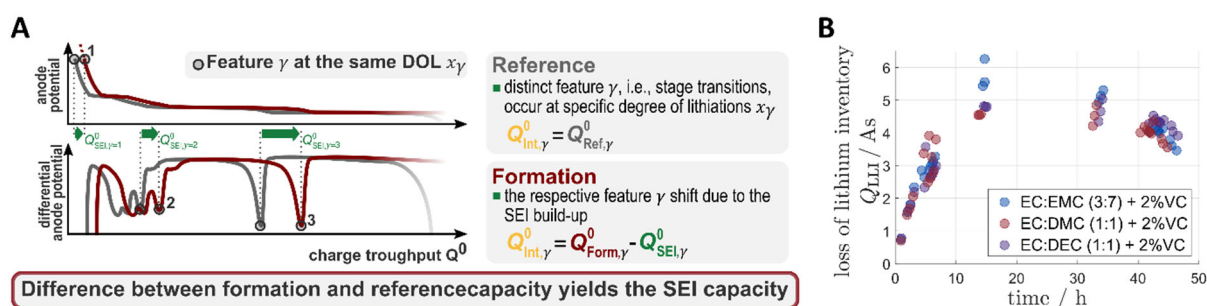 A
anode
potential
1
Feature γ at the same DOL xγ
Q⁰SEI,γ=1
Q⁰SEI,γ=2
Q⁰SEI,γ=3
differential
anode potential
2
3
charge troughput Q⁰
Reference
distinct feature γ, i.e., stage transitions,
occur at specific degree of lithiations xγ
Q⁰Int,γ = Q⁰Ref,γ
Formation
the respective feature γ shift due to the
SEI build-up
Q⁰Int,γ = Q⁰Form,γ - Q⁰SEI,γ
Difference between formation and referencecapacity yields the SEI capacity
B
loss of lithium inventory
QLLI / As
7
6
5
4
3
2
1
0
EC:EMC (3:7) + 2%VC
EC:DMC (1:1) + 2%VC
EC:DEC (1:1) + 2%VC
0 10 20 30 40 50
time / h